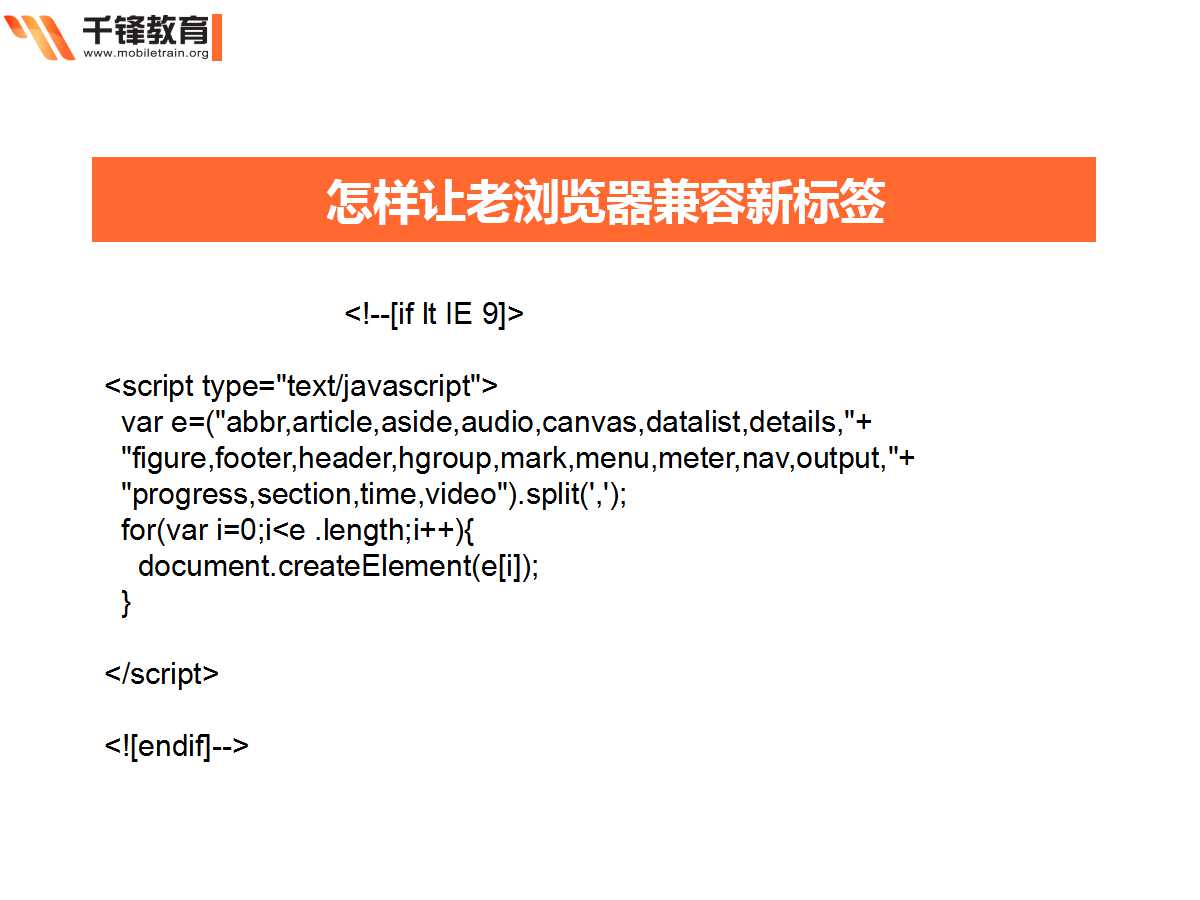 千锋教育
www.mobiletrain.org
怎样让老浏览器兼容新标签
<!--[if lt IE 9]>
<script type="text/javascript">
var e=("abbr,article,aside,audio,canvas,datalist,details,"+
"figure,footer,header,hgroup,mark,menu,meter,nav,output,"+
"progress,section,time,video").split(',');
for(var i=0;i<e .length;i++){
document.createElement(e[i]);
}
</script>
<![endif]-->